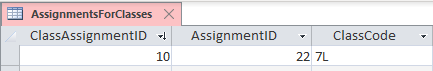 AssignmentsForClasses
ClassAssignmentID AssignmentID ClassCode
10 22 7L